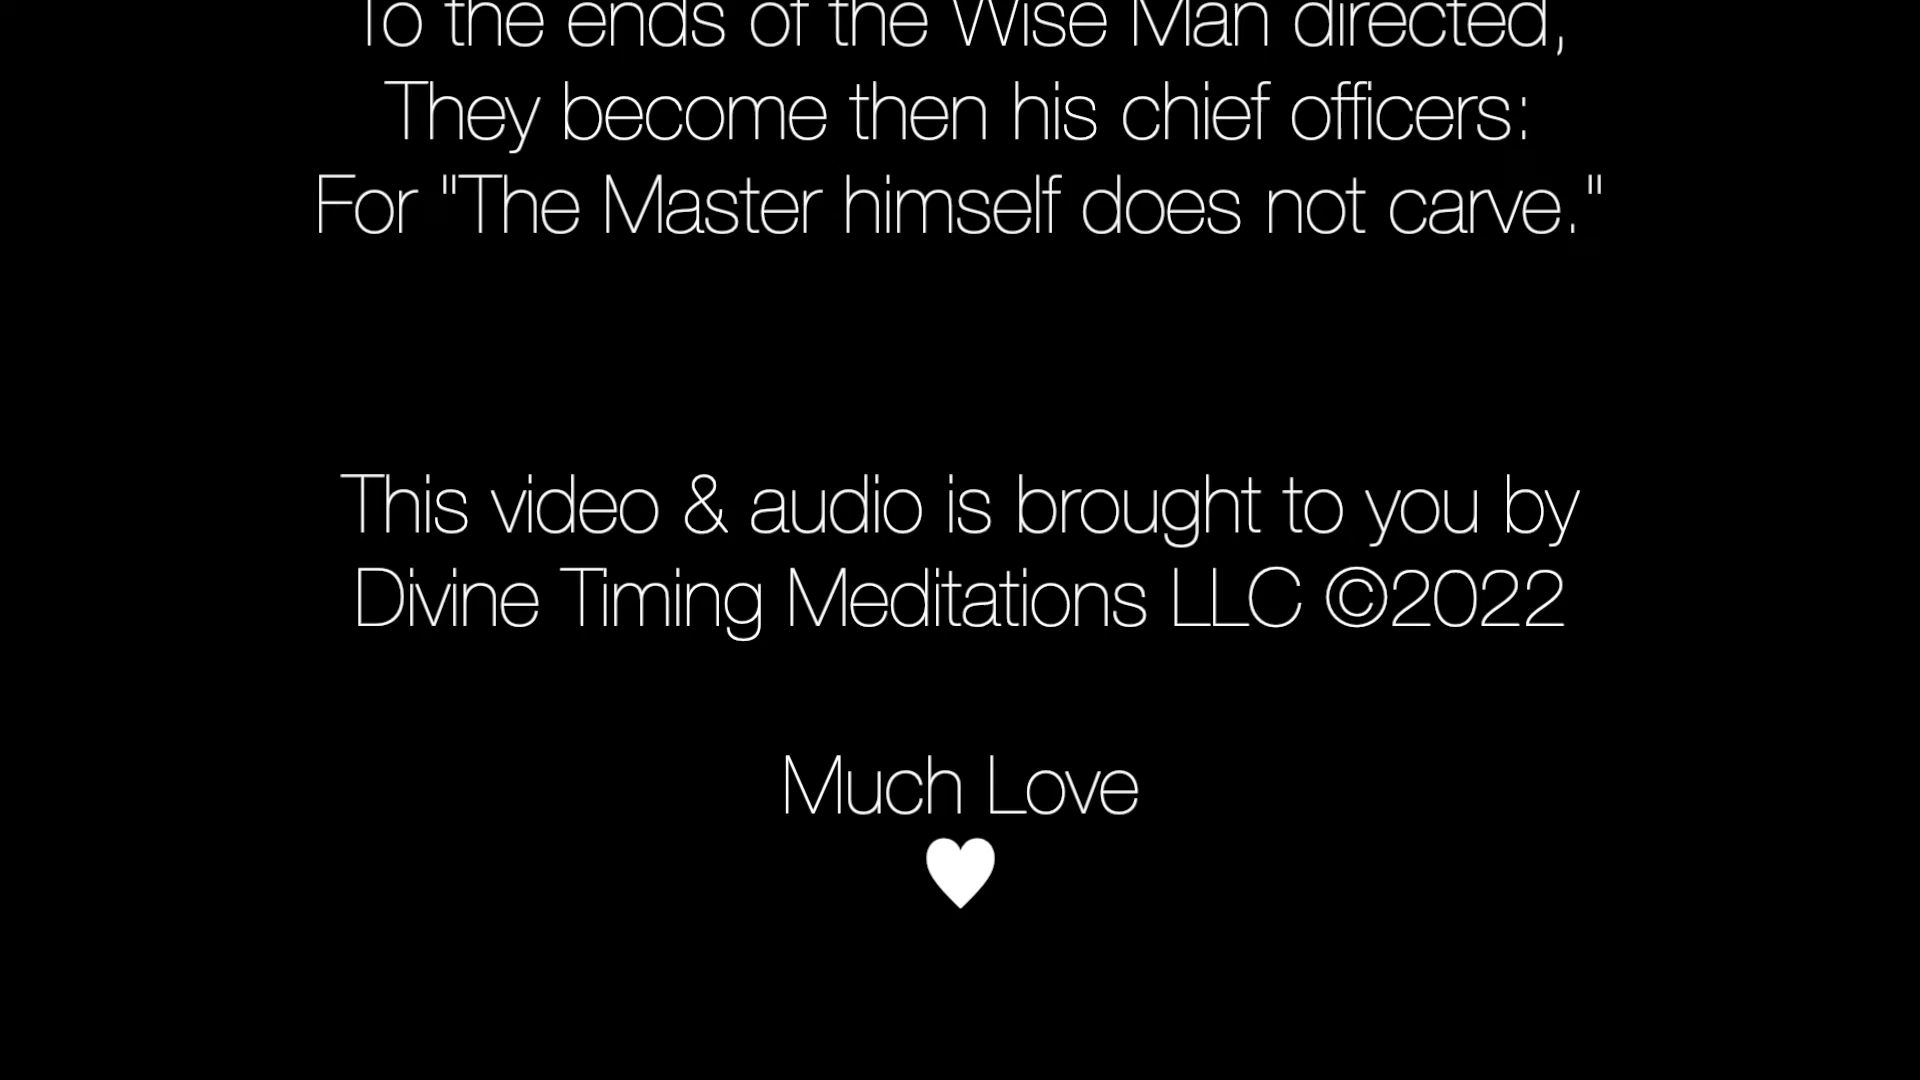 To the ends of the Wise Man directed,
They become then his chief officers:
For "The Master himself does not carve."
This video & audio is brought to you by
Divine Timing Meditations LLC ©2022
Much Love